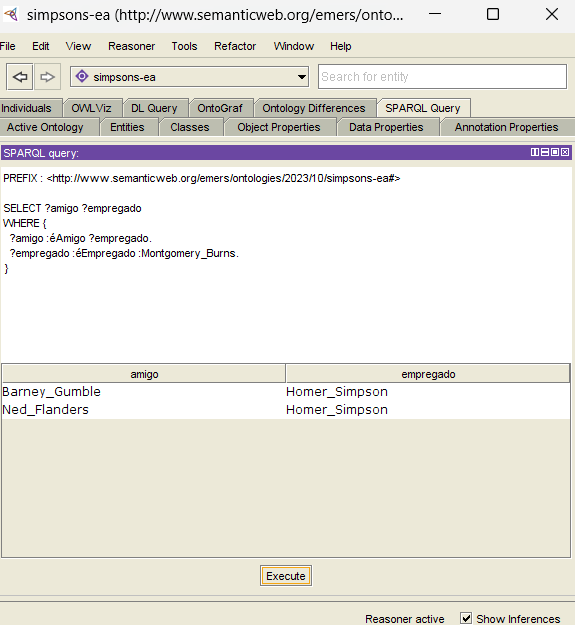 simpsons-ea (http://www.semanticweb.org/emers/onto...
File Edit View Reasoner Tools Refactor Window Help
simpsons-ea Search for entity
Individuals OWLViz DL Query OntoGraf Ontology Differences SPARQL Query
Active Ontology Entities Classes Object Properties Data Properties Annotation Properties
SPARQL query:
PREFIX : <http://www.semanticweb.org/emers/ontologies/2023/10/simpsons-ea#>
SELECT ?amigo ?empregado
WHERE {
?amigo :éAmigo ?empregado.
?empregado :éEmpregado :Montgomery_Burns.
}
amigo empregado
Barney_Gumble Homer_Simpson
Ned_Flanders Homer_Simpson
Execute
Reasoner active Show Inferences